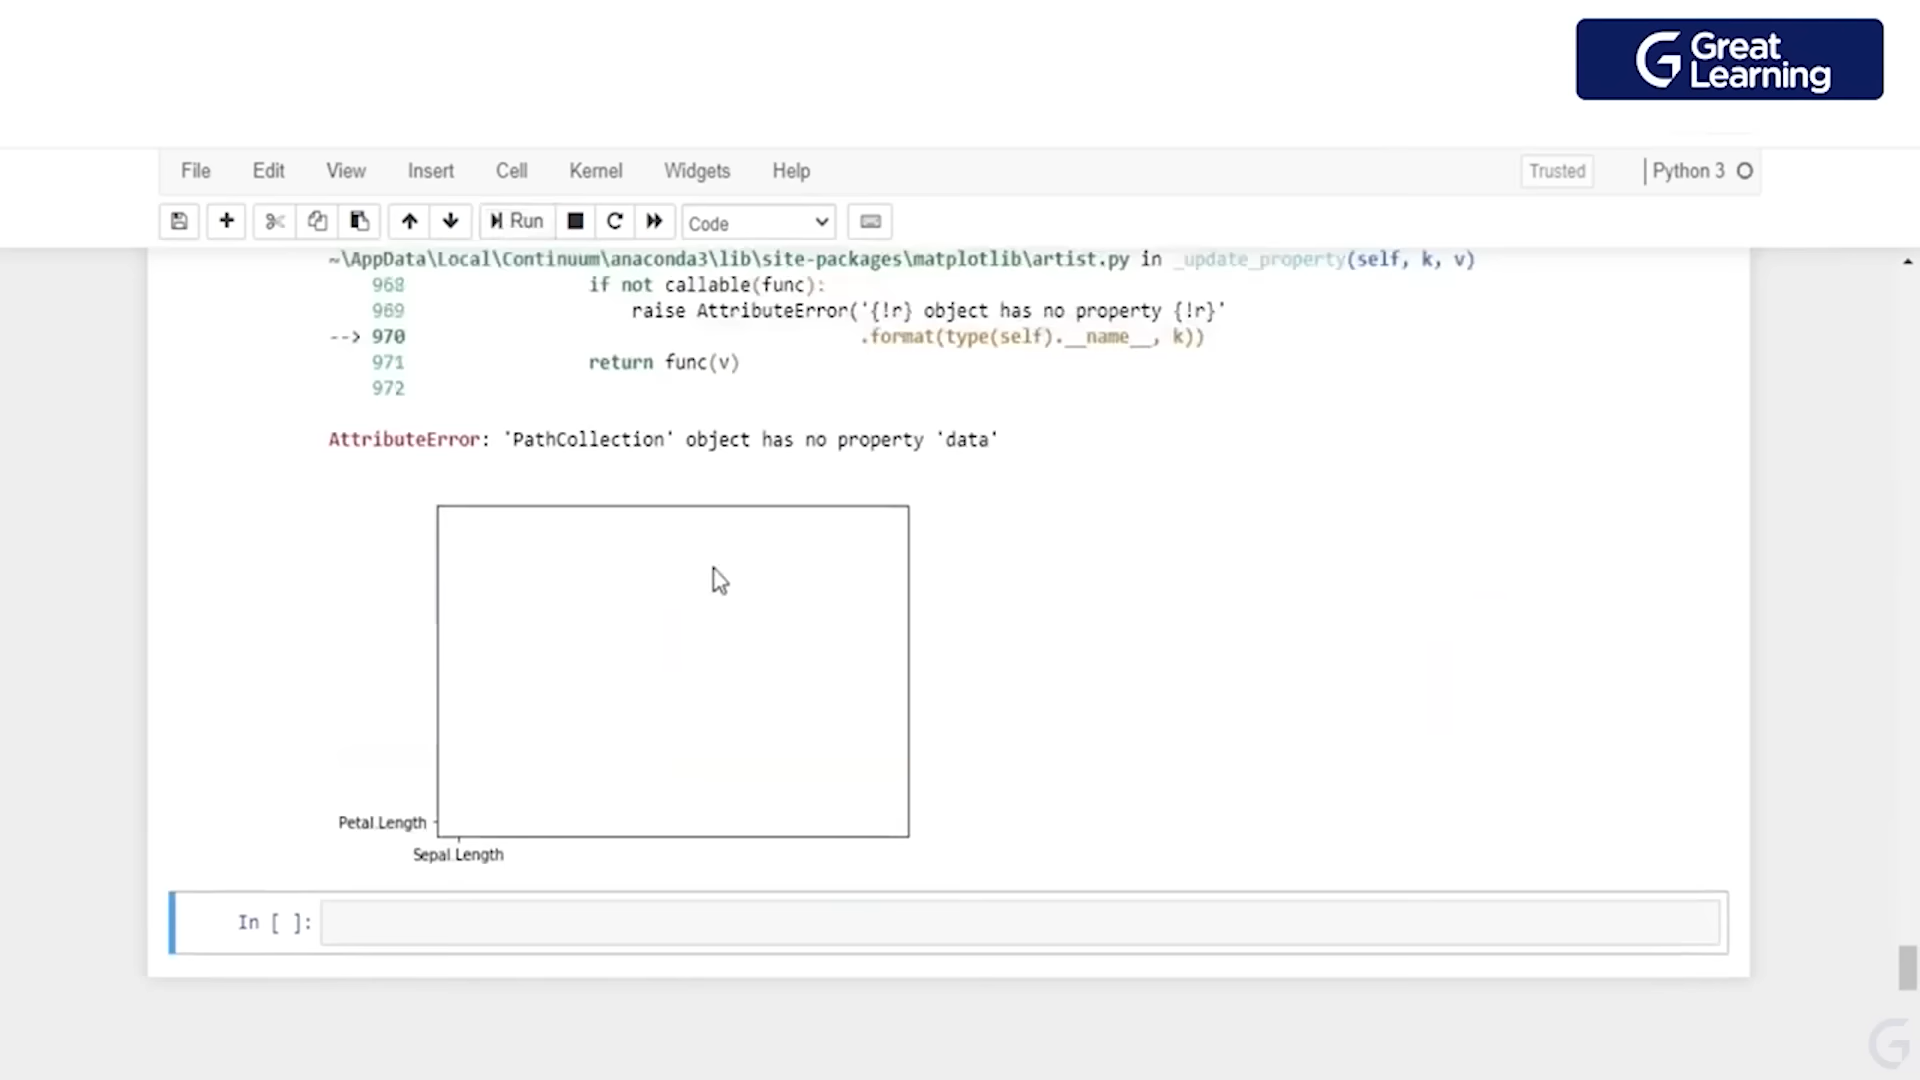 Great
Learning
File Edit View Insert Cell Kernel Widgets Help Trusted Python 3
Run Code
~\AppData\Local\Continuum\anaconda3\lib\site-packages\matplotlib\artist.py in _update_property(self, k, v)
968 if not callable(func):
969 raise AttributeError('{!r} object has no property {!r}'
--> 970 .format(type(self).__name__, k))
971 return func(v)
972
AttributeError: 'PathCollection' object has no property 'data'
Petal.Length
Sepal.Length
In [ ]: